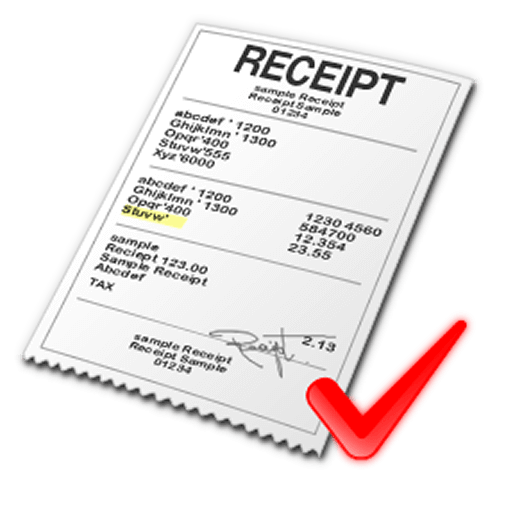 RECEIPT
sample Receipt
Receipt Sample
01234
abcdef ' 1200
Ghijklmn ' 1300
Opqr'400
Stuvw'555
Xyz'6000
abcdef ' 1200
Ghijklmn ' 1300 1230 4560
Opqr'400 584700
Stuvw' 12.354
23.55
sample
Reciept 123.00
Sample Receipt
Abcdef
TAX 2.13
sample Receipt
Receipt Sample
01234